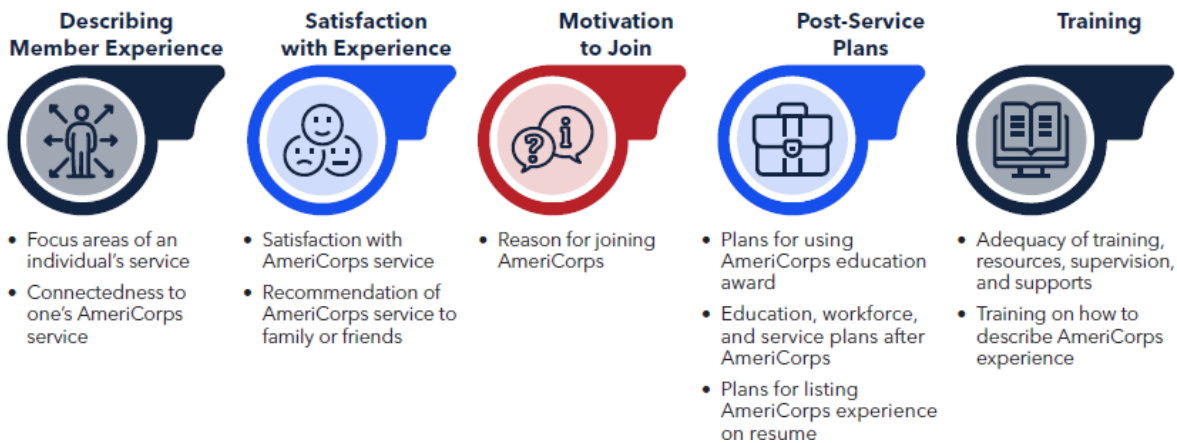 Describing
Member Experience
• Focus areas of an
individual’s service
• Connectedness to
one’s AmeriCorps
service
Satisfaction
with Experience
• Satisfaction with
AmeriCorps service
• Recommendation of
AmeriCorps service to
family or friends
Motivation
to Join
? i
• Reason for joining
AmeriCorps
Post-Service
Plans
• Plans for using
AmeriCorps education
award
• Education, workforce,
and service plans after
AmeriCorps
• Plans for listing
AmeriCorps experience
on resume
Training
• Adequacy of training,
resources, supervision,
and supports
• Training on how to
describe AmeriCorps
experience